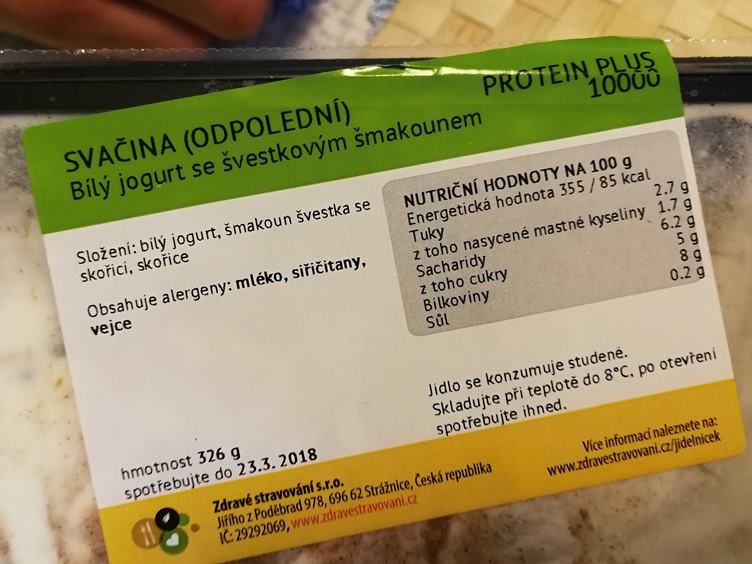 SVAČINA (ODPOLEDNÍ)
Bílý jogurt se švestkovým šmakounem
PROTEIN PLUS
10000
Složení: bílý jogurt, šmakoun švestka se
skořicí, skořice
Obsahuje alergeny: mléko, siřičitany,
vejce
NUTRIČNÍ HODNOTY NA 100 g
Energetická hodnota 355 / 85 kcal
Tuky 2.7 g
z toho nasycené mastné kyseliny 1.7 g
Sacharidy 6.2 g
z toho cukry 5 g
Bílkoviny 8 g
Sůl 0.2 g
Jídlo se konzumuje studené.
Skladujte při teplotě do 8°C, po otevření
spotřebujte ihned.
hmotnost 326 g
spotřebujte do 23.3.2018
Zdravé stravování s.r.o.
Jiřího z Poděbrad 978, 696 62 Strážnice, Česká republika
IČ: 29292069, www.zdravestravovani.cz
Více informací naleznete na:
www.zdravestravovani.cz/jidelnicek